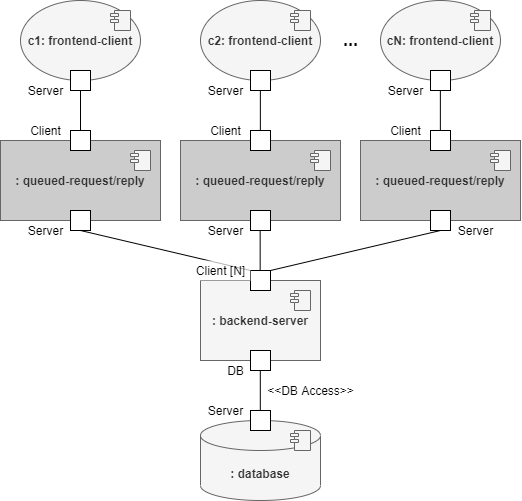 c1: frontend-client
c2: frontend-client
...
cN: frontend-client
Server
Server
Server
Client
Client
Client
: queued-request/reply
: queued-request/reply
: queued-request/reply
Server
Server
Server
Client [N]
: backend-server
DB
<<DB Access>>
Server
: database